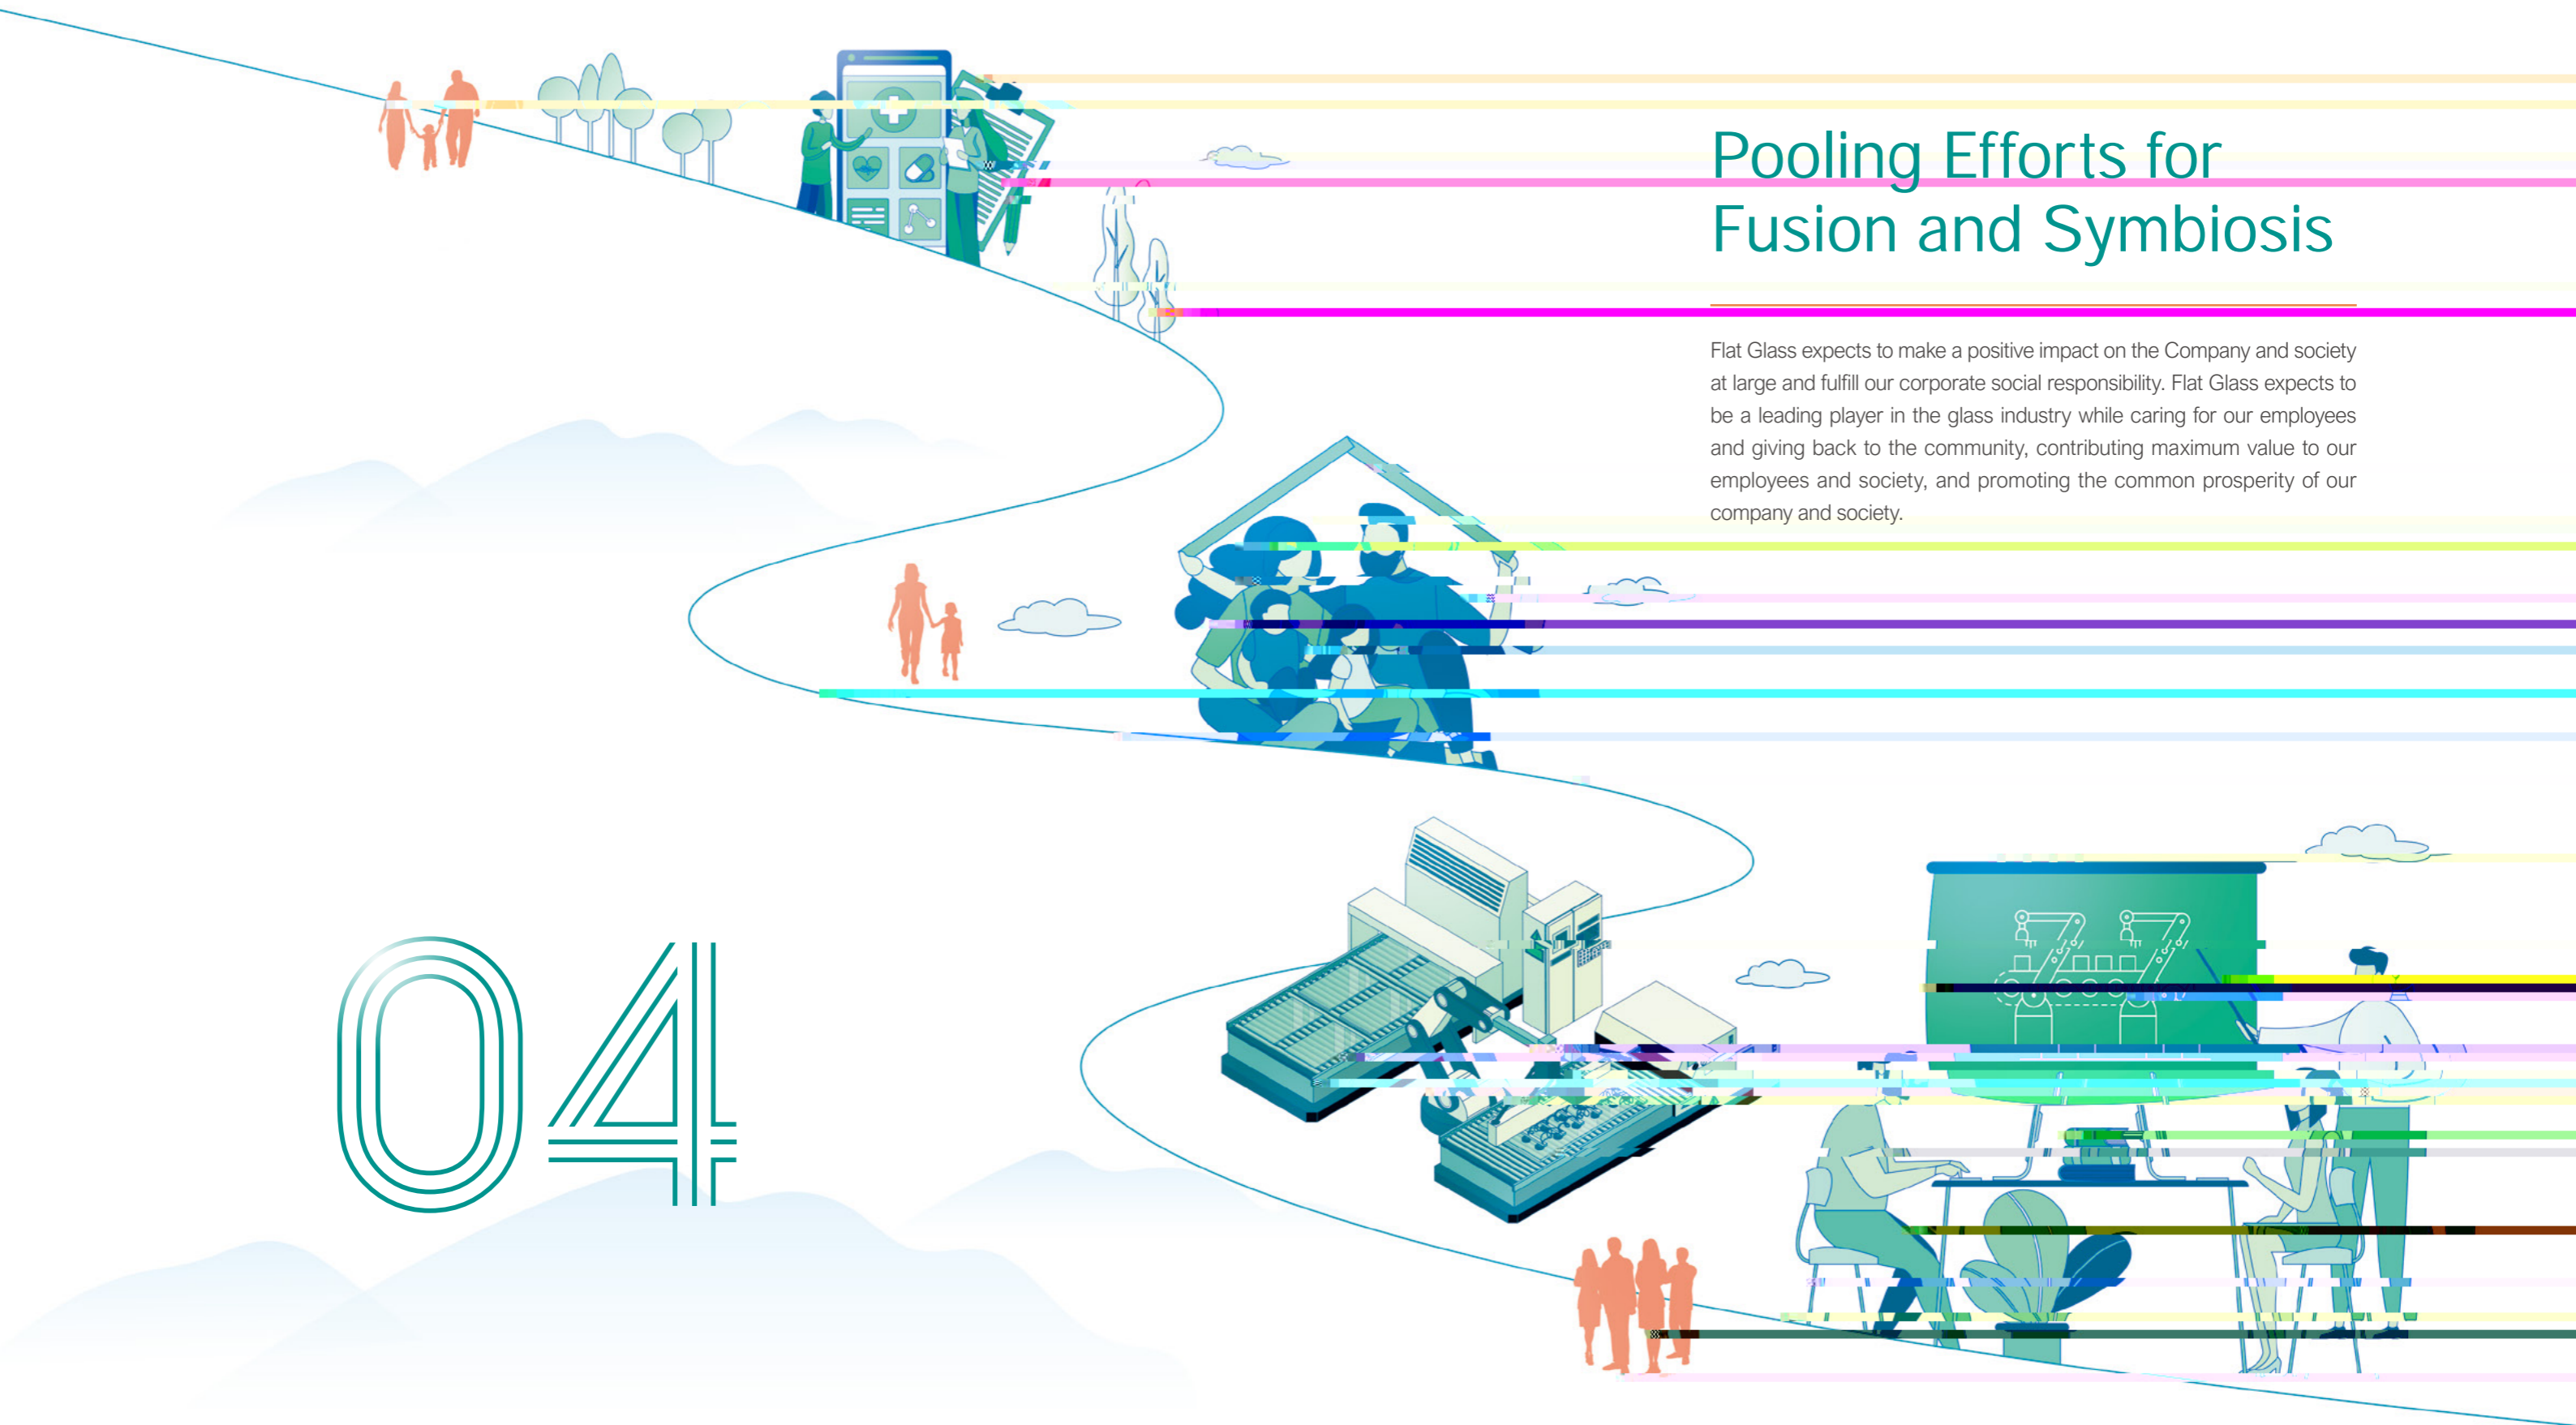 Pooling Efforts for
Fusion and Symbiosis
Flat Glass expects to make a positive impact on the Company and society
at large and fulfill our corporate social responsibility. Flat Glass expects to
be a leading player in the glass industry while caring for our employees
and giving back to the community, contributing maximum value to our
employees and society, and promoting the common prosperity of our
company and society.
04